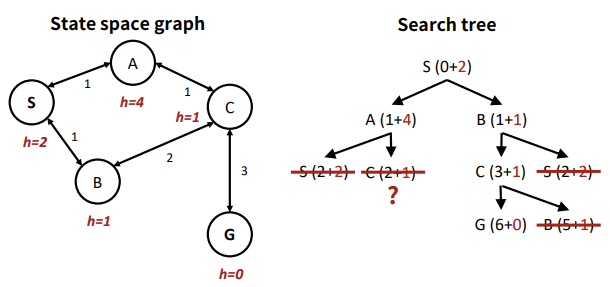 State space graph
A
1
h=4
1
S
h=2
h=1
C
1
2
B
h=1
3
G
h=0
Search tree
S (0+2)
A (1+4)
B (1+1)
S (2+2)
C (2+1)
C (3+1)
S (2+2)
?
G (6+0)
B (5+1)